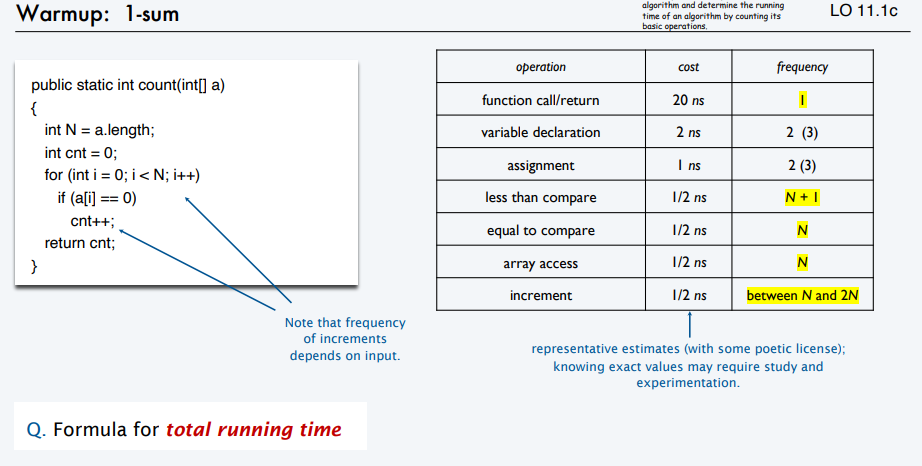 Warmup: 1-sum
algorithm and determine the running
time of an algorithm by counting its
basic operations.
LO 11.1c
public static int count(int[] a)
{
int N = a.length;
int cnt = 0;
for (int i = 0; i < N; i++)
if (a[i] == 0)
cnt++;
return cnt;
}
Note that frequency
of increments
depends on input.
operation cost frequency
function call/return 20 ns 1
variable declaration 2 ns 2 (3)
assignment 1 ns 2 (3)
less than compare 1/2 ns N + 1
equal to compare 1/2 ns N
array access 1/2 ns N
increment 1/2 ns between N and 2N
representative estimates (with some poetic license);
knowing exact values may require study and
experimentation.
Q. Formula for total running time